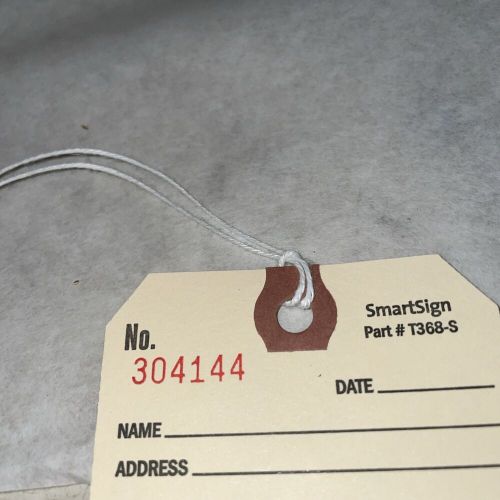 No.
304144
SmartSign
Part # T368-S
DATE
NAME
ADDRESS